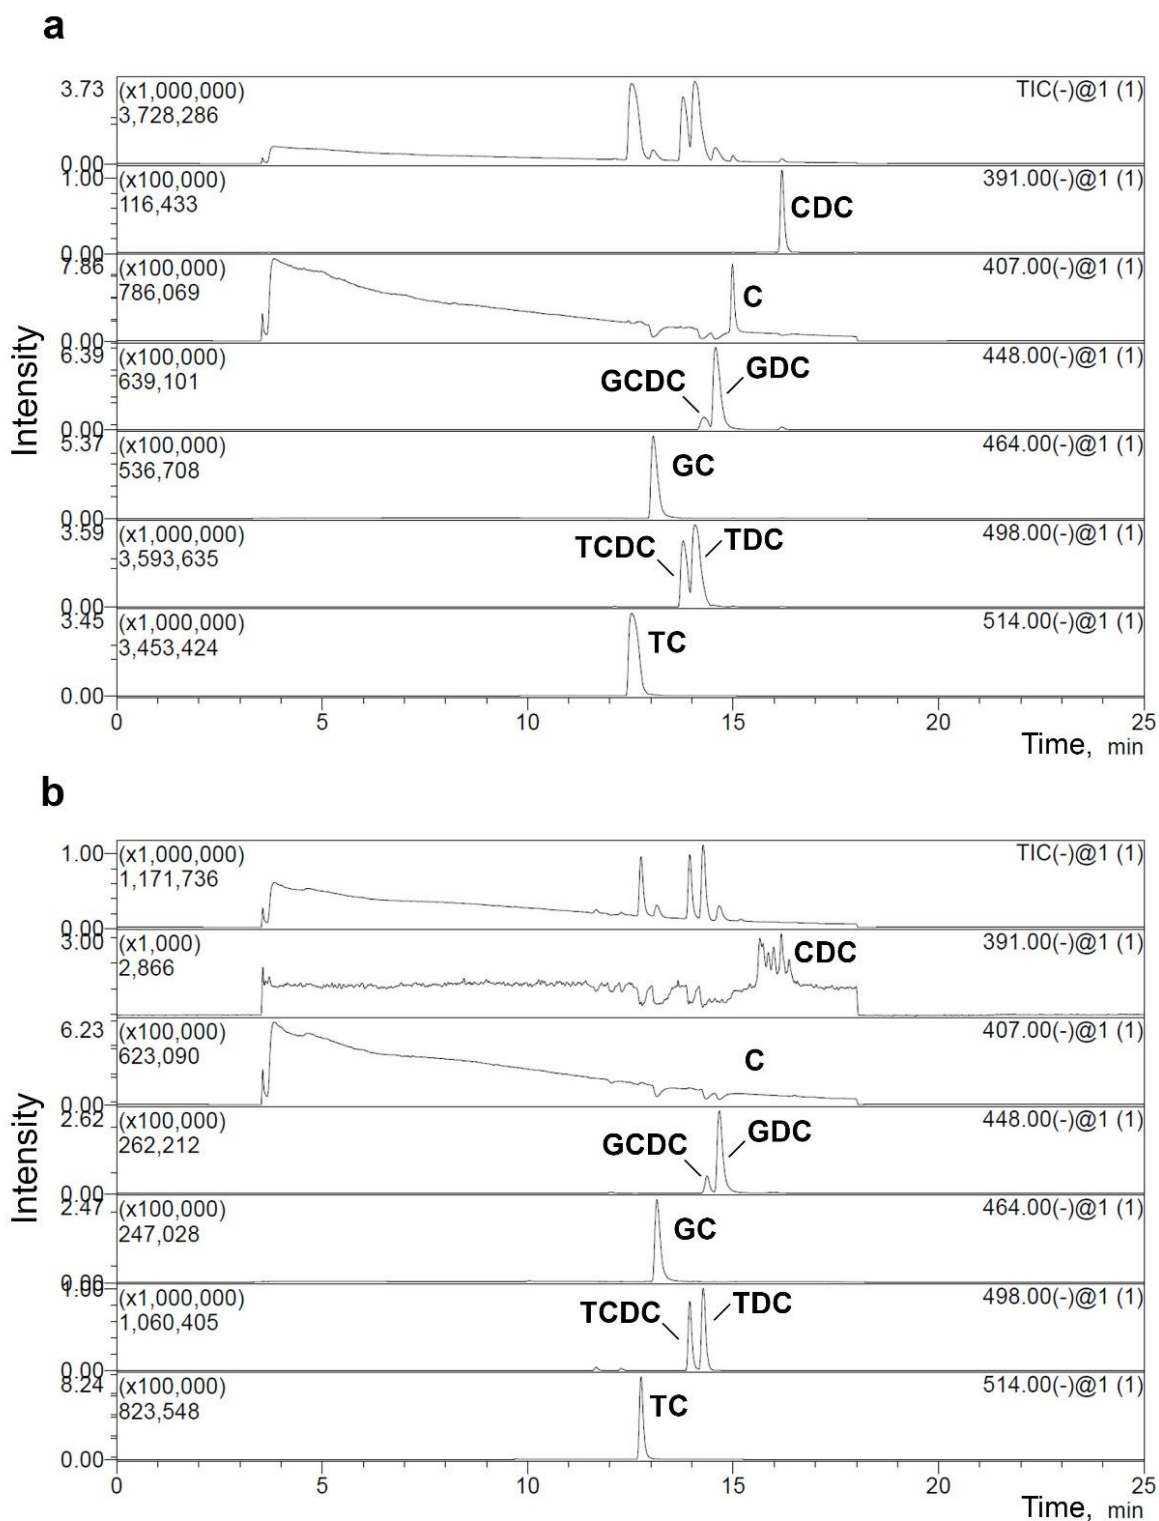 a
3.73 (x1,000,000) TIC(-)@1 (1)
3,728,286
0.00
1.00 (x100,000) 391.00(-)@1 (1)
116,433 CDC
0.00
7.86 (x100,000) 407.00(-)@1 (1)
786,069 C
0.00
6.39 (x100,000) 448.00(-)@1 (1)
639,101 GCDC GDC
0.00
5.37 (x100,000) 464.00(-)@1 (1)
536,708 GC
0.00
3.59 (x1,000,000) 498.00(-)@1 (1)
3,593,635 TCDC TDC
0.00
3.45 (x1,000,000) 514.00(-)@1 (1)
3,453,424 TC
0.00
Intensity
0 5 10 15 20 25
Time, min
b
1.00 (x1,000,000) TIC(-)@1 (1)
1,171,736
0.00
3.00 (x1,000) 391.00(-)@1 (1)
2,866 CDC
6.23 (x100,000) 407.00(-)@1 (1)
623,090 C
0.00
2.62 (x100,000) 448.00(-)@1 (1)
262,212 GCDC GDC
0.00
2.47 (x100,000) 464.00(-)@1 (1)
247,028 GC
0.00
1.00 (x1,000,000) 498.00(-)@1 (1)
1,060,405 TCDC TDC
0.00
8.24 (x100,000) 514.00(-)@1 (1)
823,548 TC
0.00
Intensity
0 5 10 15 20 25
Time, min